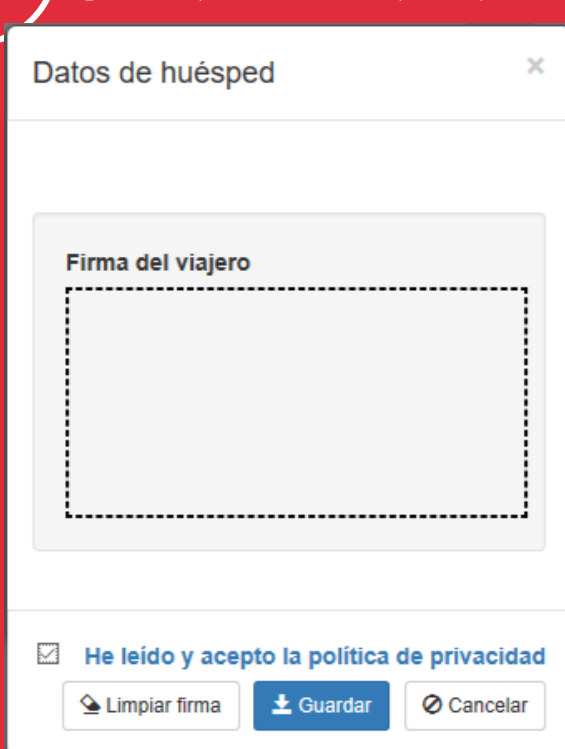 Datos de huésped
×
Firma del viajero
He leído y acepto la política de privacidad
Limpiar firma
Guardar
Cancelar